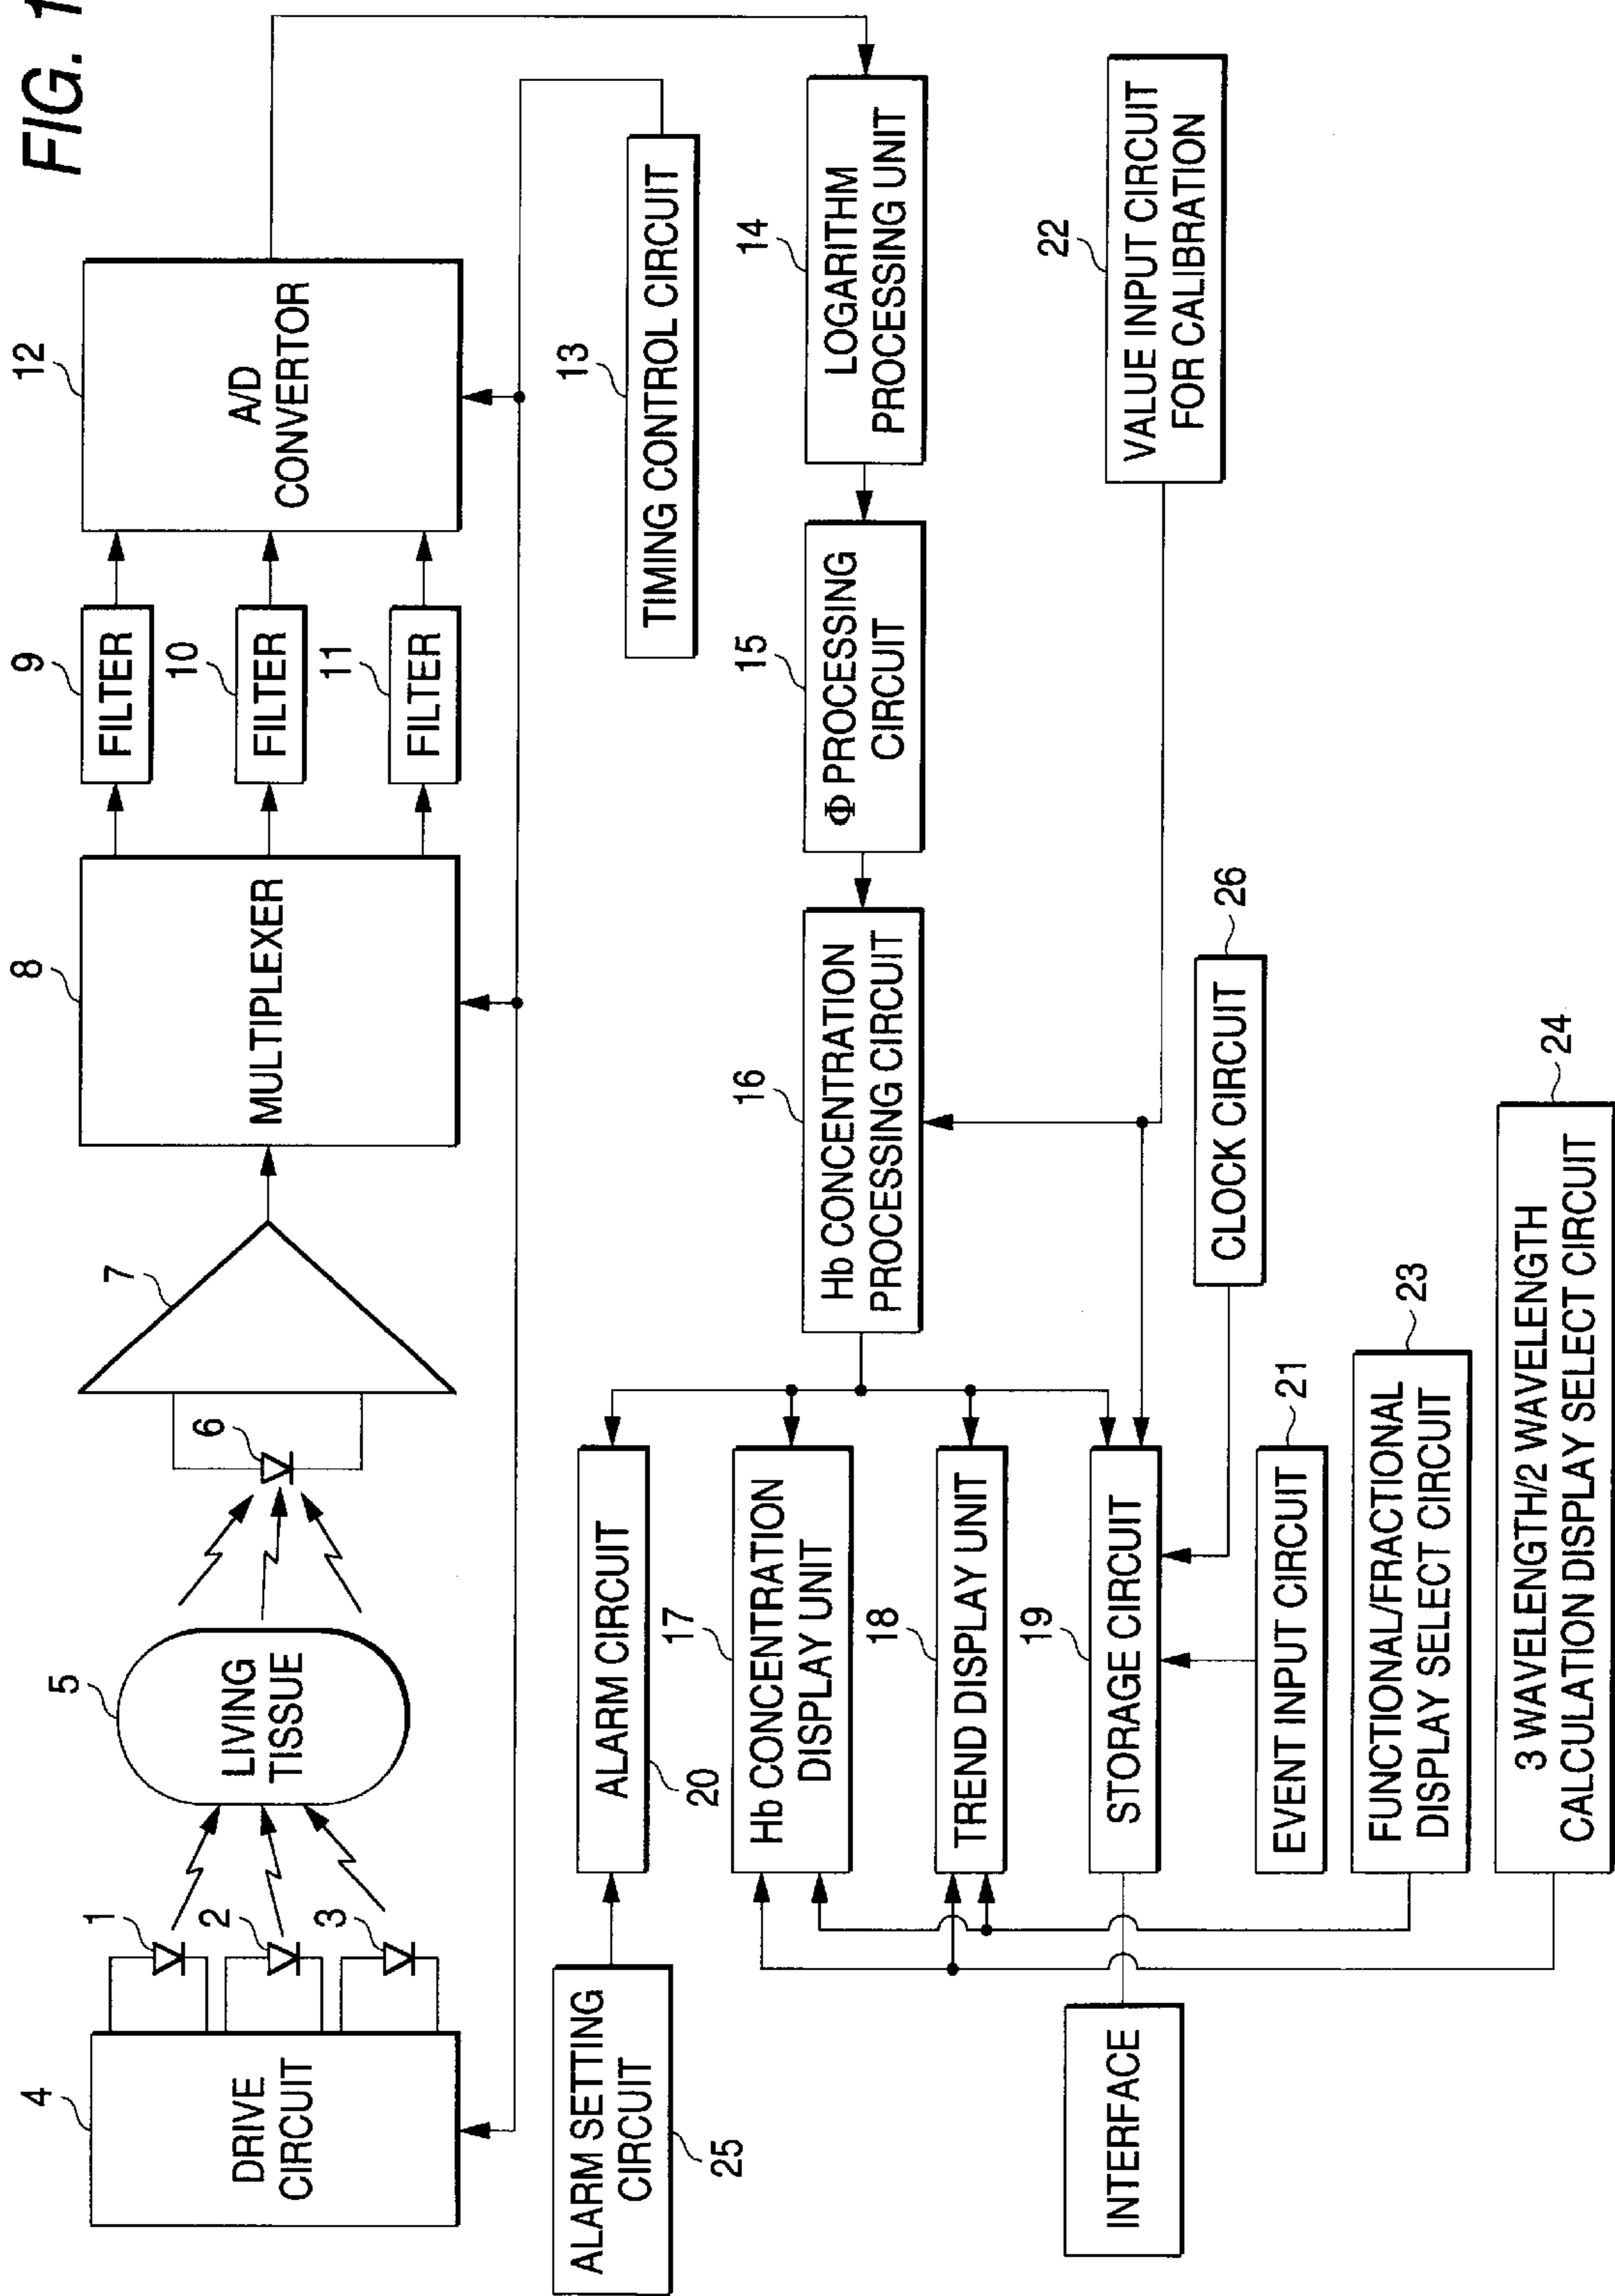 FIG. 1
4
DRIVE
CIRCUIT
1
2
3
5
LIVING
TISSUE
6
7
8
MULTIPLEXER
9
FILTER
10
FILTER
11
FILTER
12
A/D
CONVERTOR
13
TIMING CONTROL CIRCUIT
14
LOGARITHM
PROCESSING UNIT
15
Φ PROCESSING
CIRCUIT
16
Hb CONCENTRATION
PROCESSING CIRCUIT
22
VALUE INPUT CIRCUIT
FOR CALIBRATION
ALARM SETTING
CIRCUIT
25
ALARM CIRCUIT
20
17
Hb CONCENTRATION
DISPLAY UNIT
18
TREND DISPLAY UNIT
19
STORAGE CIRCUIT
CLOCK CIRCUIT
26
EVENT INPUT CIRCUIT
21
FUNCTIONAL/FRACTIONAL
DISPLAY SELECT CIRCUIT
23
3 WAVELENGTH/2 WAVELENGTH
CALCULATION DISPLAY SELECT CIRCUIT
24
INTERFACE